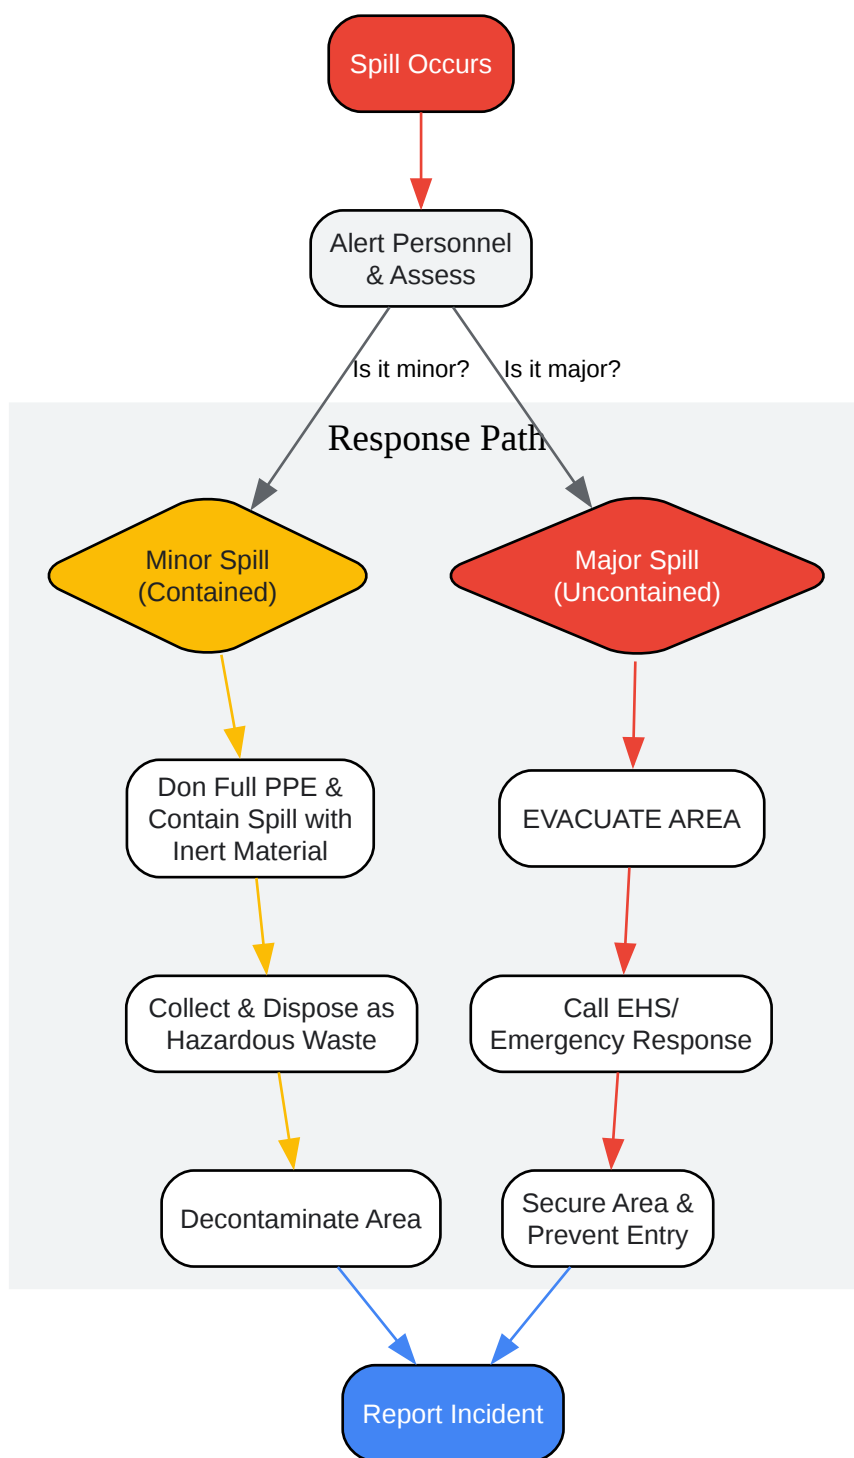 Spill Occurs
Alert Personnel
& Assess
Is it minor?
Is it major?
Response Path
Minor Spill
(Contained)
Major Spill
(Uncontained)
Don Full PPE &
Contain Spill with
Inert Material
EVACUATE AREA
Collect & Dispose as
Hazardous Waste
Call EHS/
Emergency Response
Decontaminate Area
Secure Area &
Prevent Entry
Report Incident